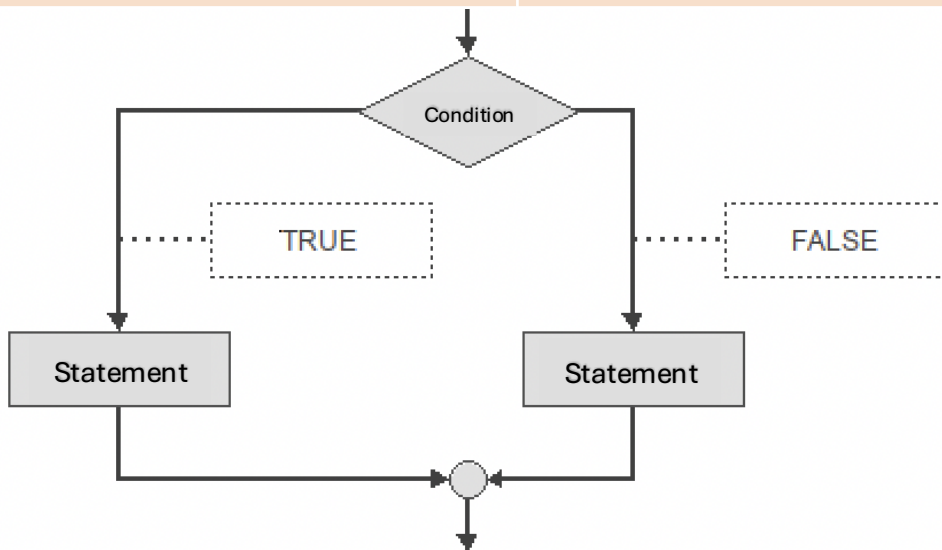 Condition
TRUE
FALSE
Statement
Statement